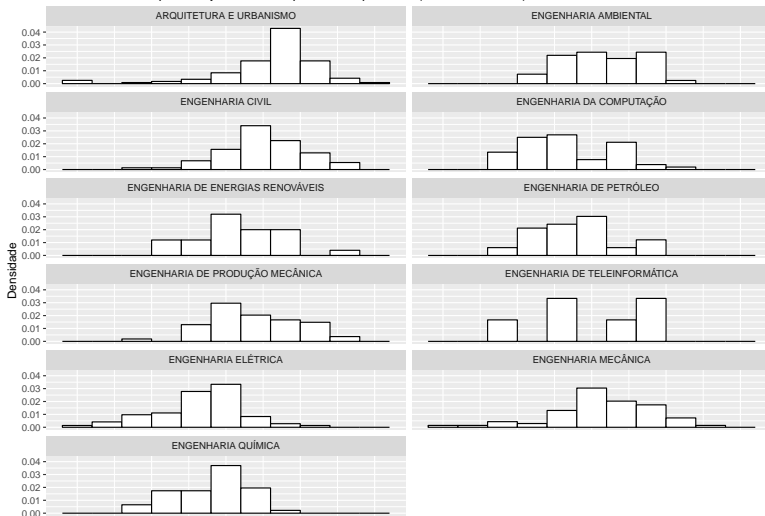 ARQUITETURA E URBANISMO
ENGENHARIA AMBIENTAL
0.04
0.03
0.02
0.01
0.00
ENGENHARIA CIVIL
ENGENHARIA DA COMPUTAÇÃO
0.04
0.03
0.02
0.01
0.00
ENGENHARIA DE ENERGIAS RENOVÁVEIS
ENGENHARIA DE PETRÓLEO
0.04
0.03
0.02
0.01
0.00
Densidade
ENGENHARIA DE PRODUÇÃO MECÂNICA
ENGENHARIA DE TELEINFORMÁTICA
0.04
0.03
0.02
0.01
0.00
ENGENHARIA ELÉTRICA
ENGENHARIA MECÂNICA
0.04
0.03
0.02
0.01
0.00
ENGENHARIA QUÍMICA
0.04
0.03
0.02
0.01
0.00